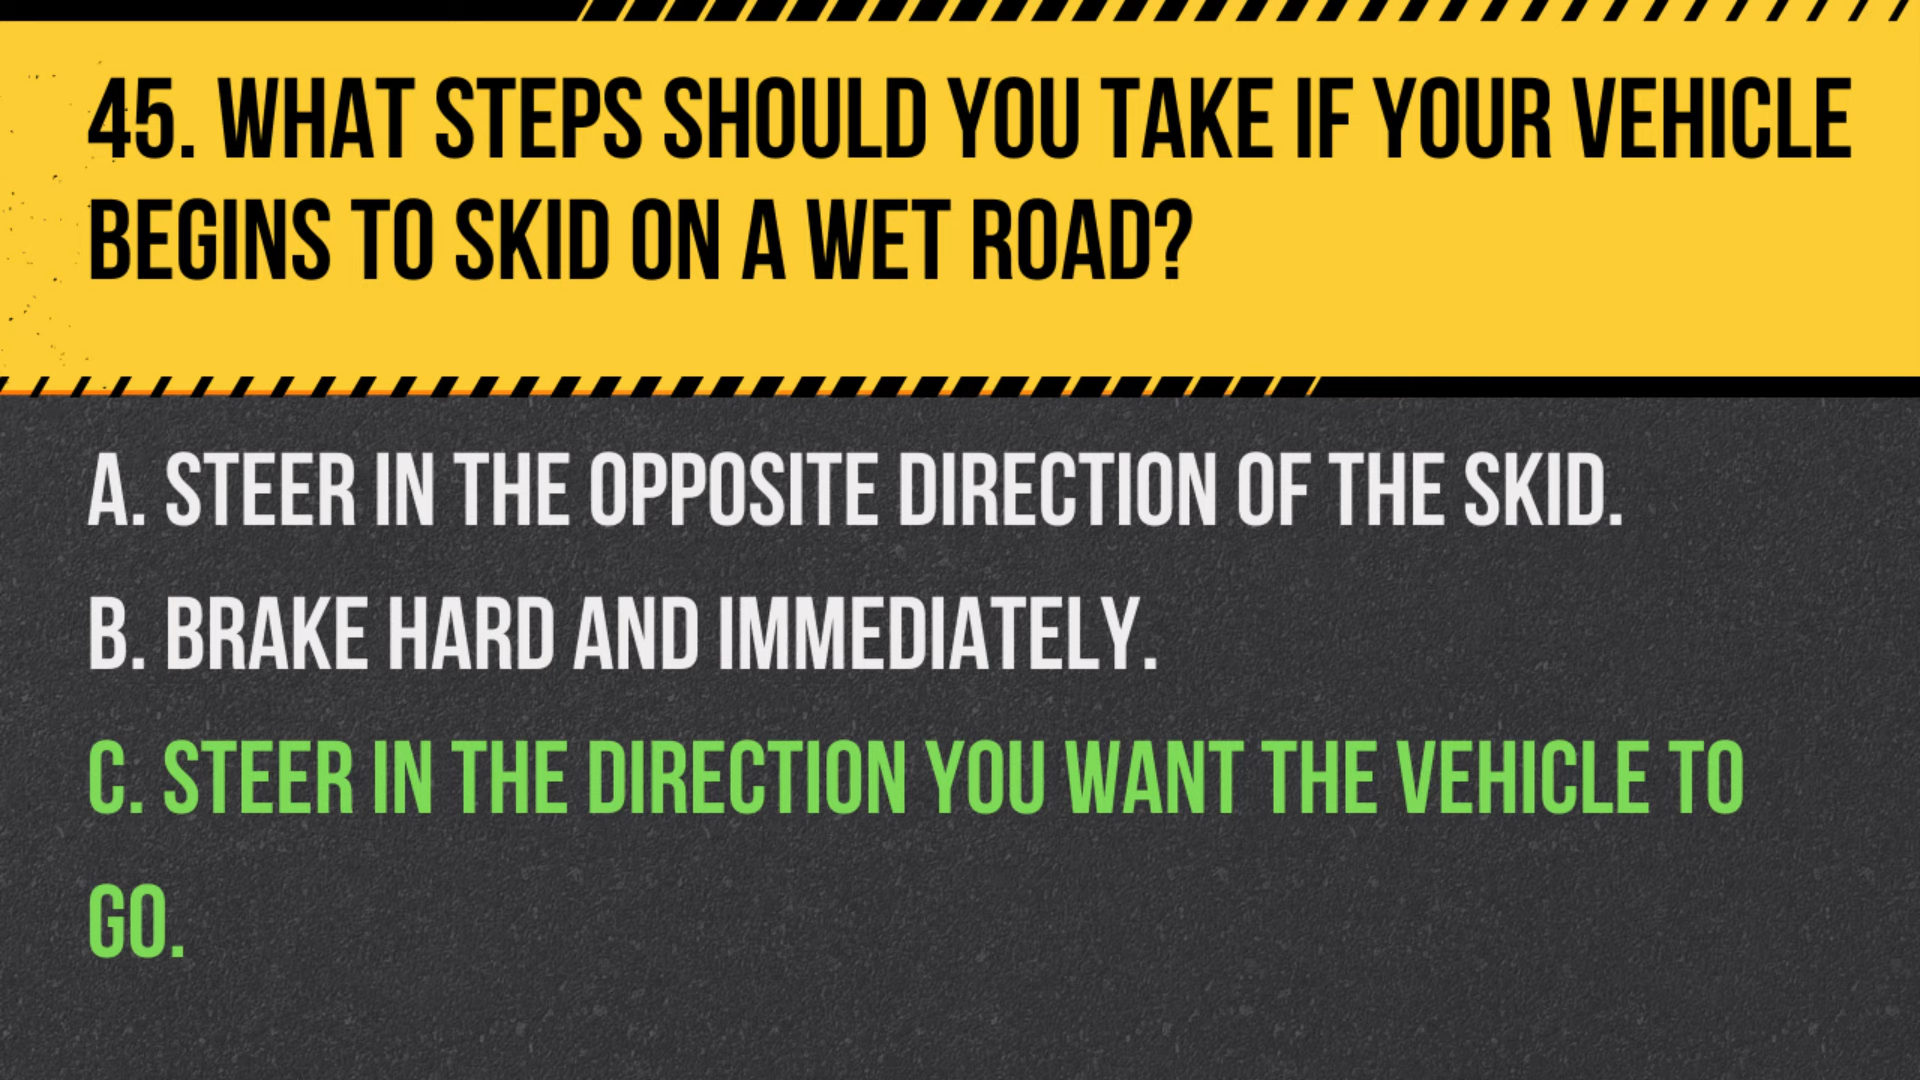 45. WHAT STEPS SHOULD YOU TAKE IF YOUR VEHICLE
BEGINS TO SKID ON A WET ROAD?
A. STEER IN THE OPPOSITE DIRECTION OF THE SKID.
B. BRAKE HARD AND IMMEDIATELY.
C. STEER IN THE DIRECTION YOU WANT THE VEHICLE TO
GO.